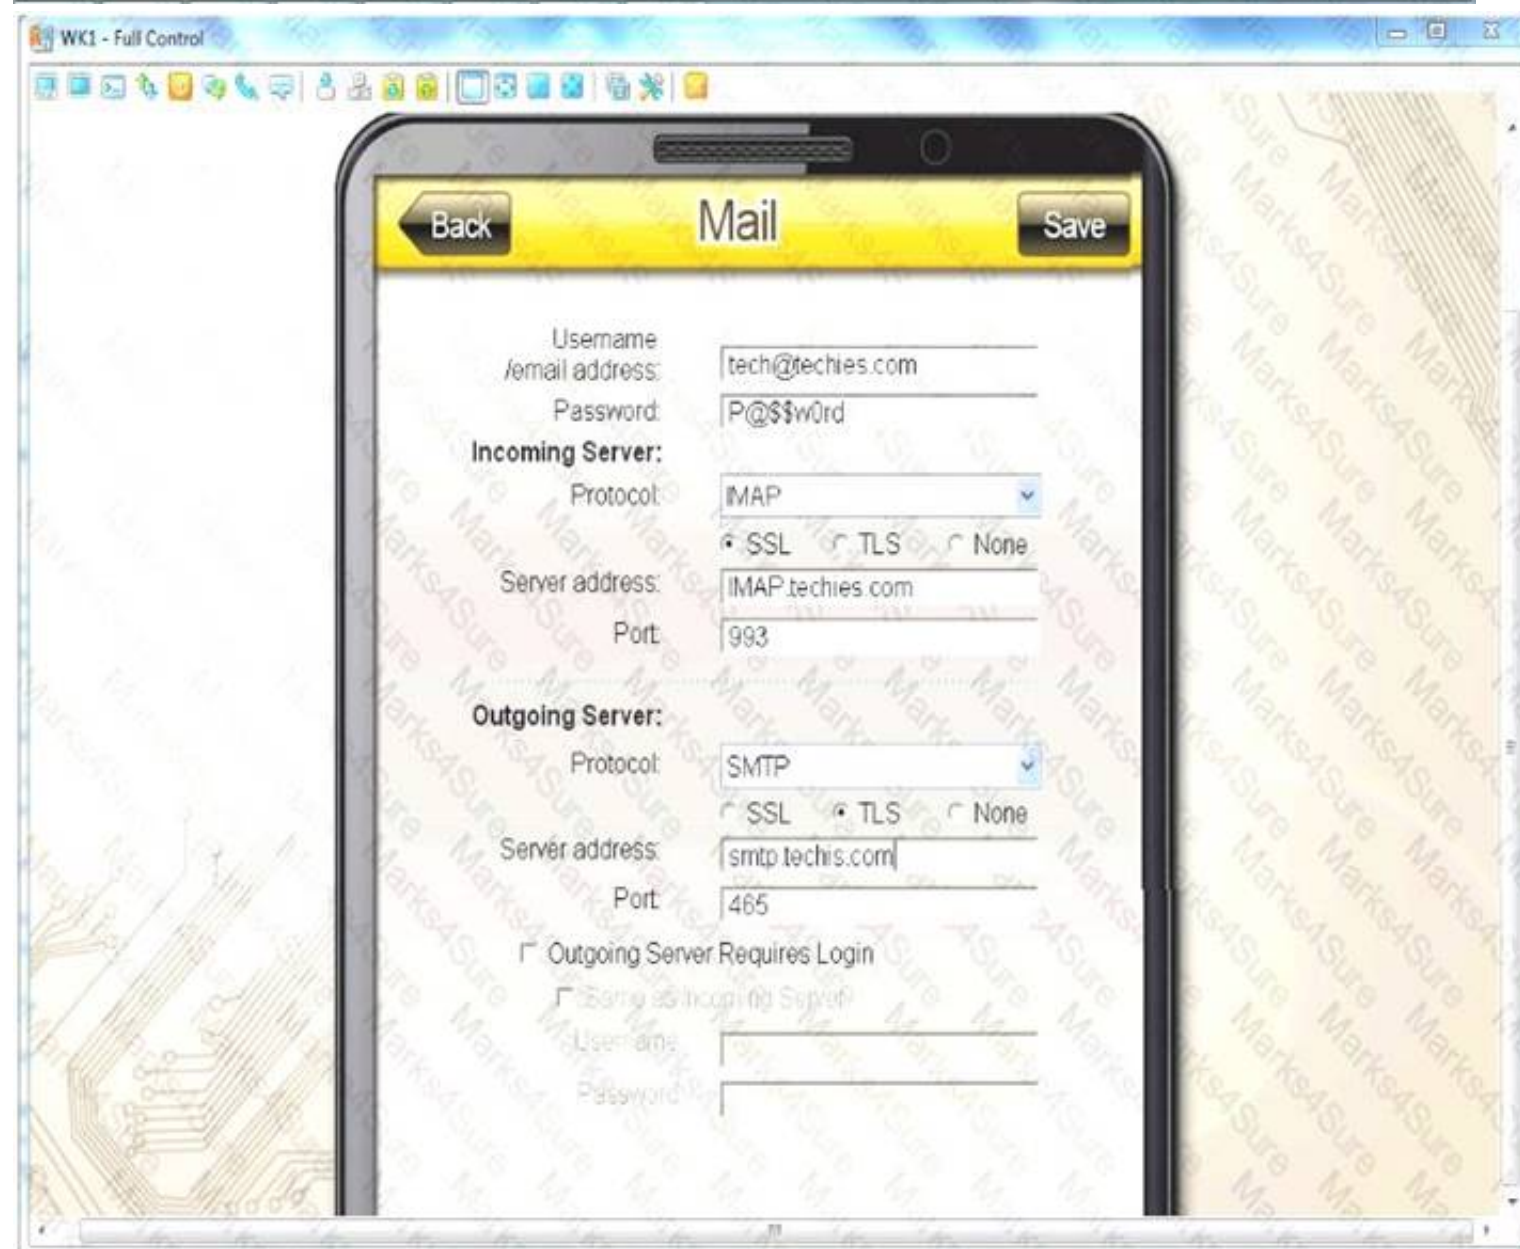 WK1 - Full Control
Back Mail Save
Username
/email address: tech@techies.com
Password: P@$$w0rd
Incoming Server:
Protocol: IMAP
SSL TLS None
Server address: IMAP.techies.com
Port: 993
Outgoing Server:
Protocol: SMTP
SSL TLS None
Server address: smtp.techis.com
Port: 465
Outgoing Server Requires Login
Same as Incoming Server
Username
Password
Marks4Sure